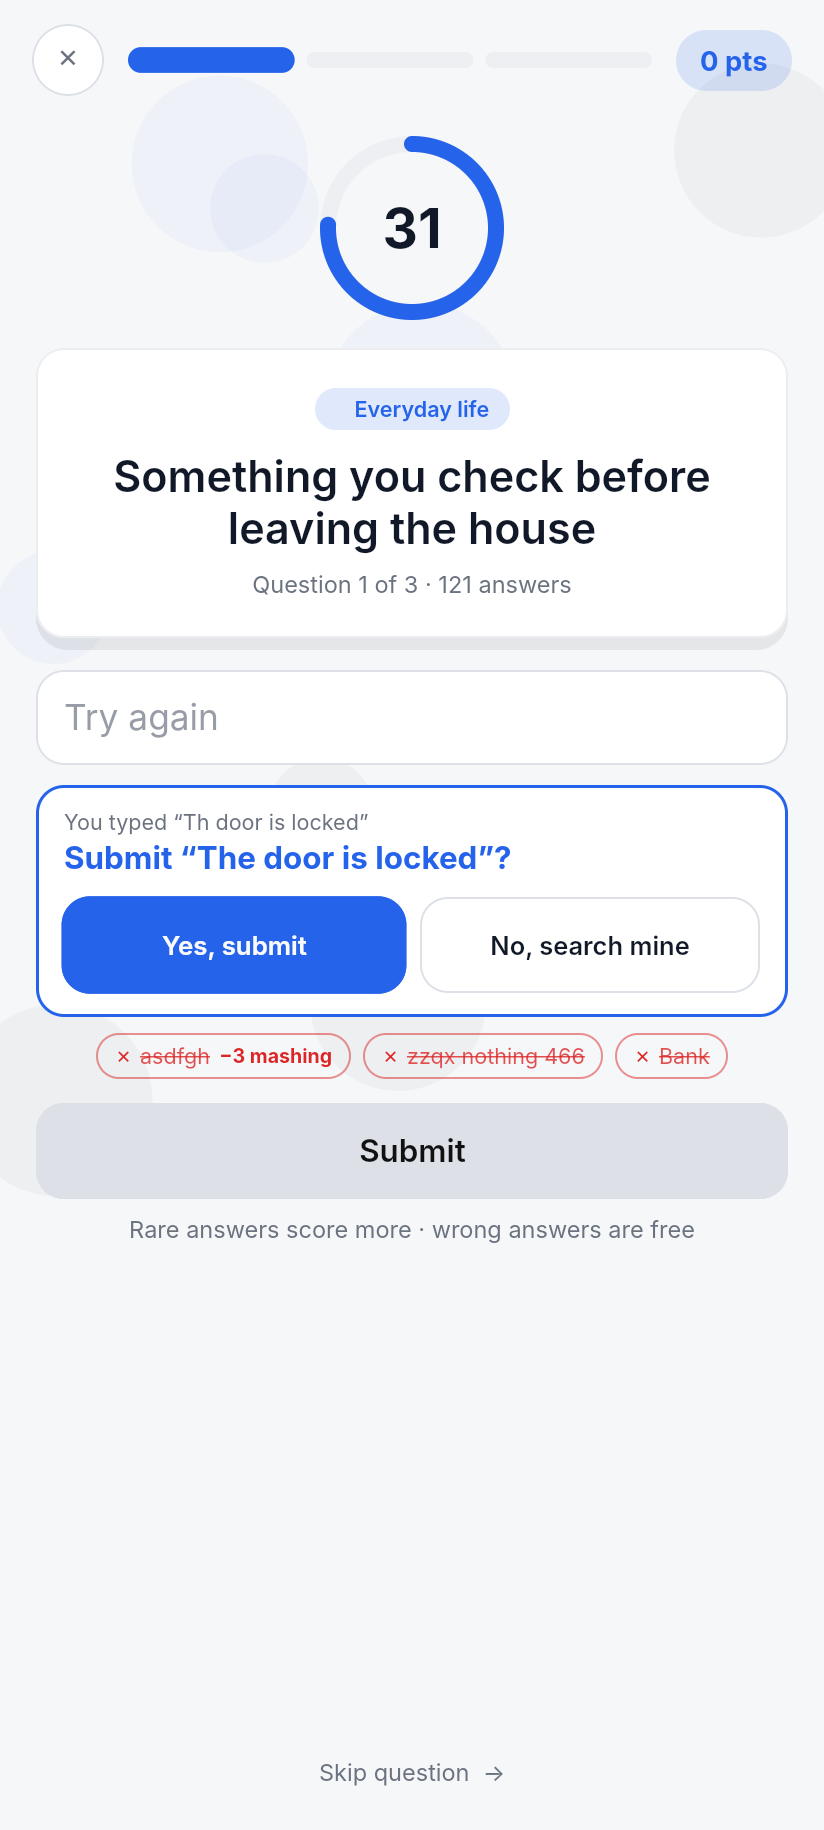 ✕
0 pts
31
Everyday life
Something you check before
leaving the house
Question 1 of 3 · 121 answers
Try again
You typed “Th door is locked”
Submit “The door is locked”?
Yes, submit
No, search mine
✕ asdfgh −3 mashing
✕ zzqx nothing 466
✕ Bank
Submit
Rare answers score more · wrong answers are free
Skip question →